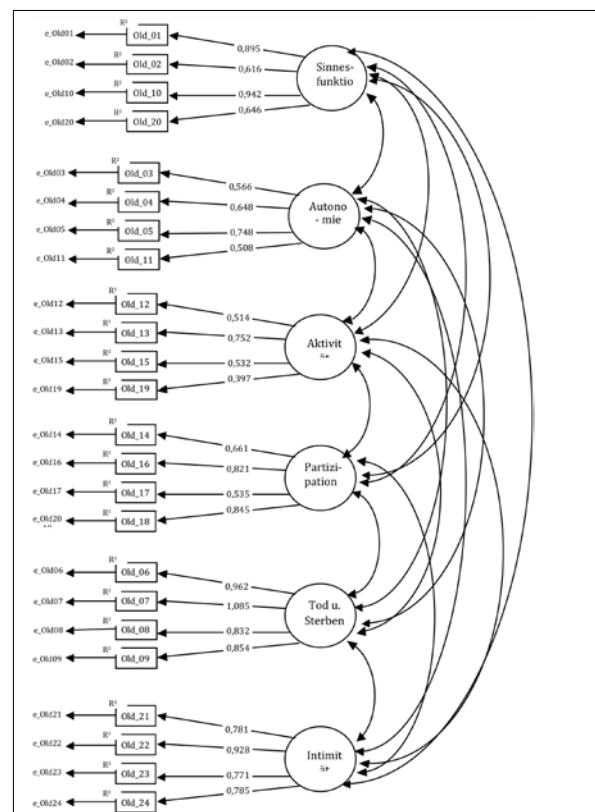 R²
e_Old01 Old_01 0,895
R²
e_Old02 Old_02 0,616
Sinnes-
funktio
R²
e_Old10 Old_10 0,942
R²
e_Old20 Old_20 0,646
R²
e_Old03 Old_03 0,566
R²
e_Old04 Old_04 0,648
Autono
- mie
R²
e_Old05 Old_05 0,748
R²
e_Old11 Old_11 0,508
R²
e_Old12 Old_12 0,514
R²
e_Old13 Old_13 0,752
Aktivit
R²
e_Old15 Old_15 0,532
R²
e_Old19 Old_19 0,397
R²
e_Old14 Old_14 0,661
R²
e_Old16 Old_16 0,821
Partizi-
pation
R²
e_Old17 Old_17 0,535
R²
e_Old20 Old_18 0,845
R²
e_Old06 Old_06 0,962
R²
e_Old07 Old_07 1,085
Tod u.
Sterben
R²
e_Old08 Old_08 0,832
R²
e_Old09 Old_09 0,854
R²
e_Old21 Old_21 0,781
R²
e_Old22 Old_22 0,928
Intimit
R²
e_Old23 Old_23 0,771
R²
e_Old24 Old_24 0,785